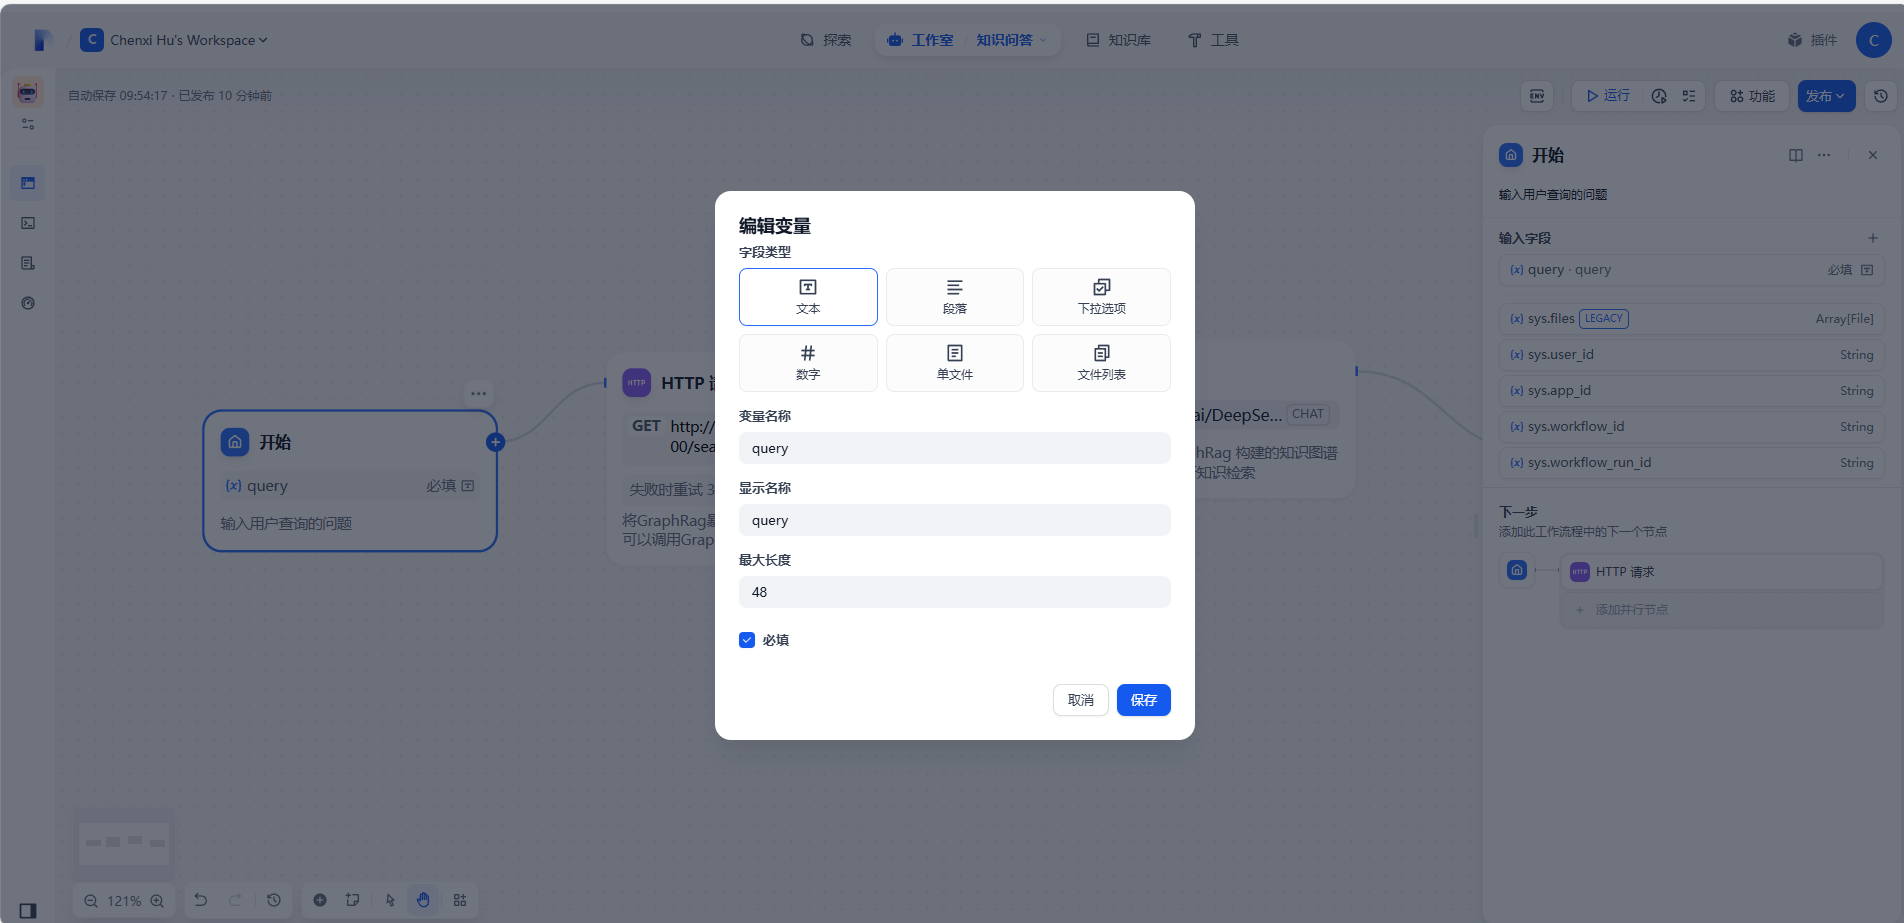 C Chenxi Hu's Workspace
探索
工作室 / 知识问答
知识库
工具
插件
C
自动保存 09:54:17 · 已发布 10 分钟前
ENV
运行
功能
发布
开始
query
必填
输入用户查询的问题
HTTP
HTTP
GET
http://
00/sea
失败时重试 3
将GraphRag
可以调用Grap
ai/DeepSe...
CHAT
hRag 构建的知识图谱
知识检索
编辑变量
字段类型
文本
段落
下拉选项
数字
单文件
文件列表
变量名称
query
显示名称
query
最大长度
48
必填
取消
保存
开始
输入用户查询的问题
输入字段
{x} query · query
必填
{x} sys.files LEGACY
Array[File]
{x} sys.user_id
String
{x} sys.app_id
String
{x} sys.workflow_id
String
{x} sys.workflow_run_id
String
下一步
添加此工作流程中的下一个节点
HTTP
HTTP 请求
+ 添加并行节点
121%